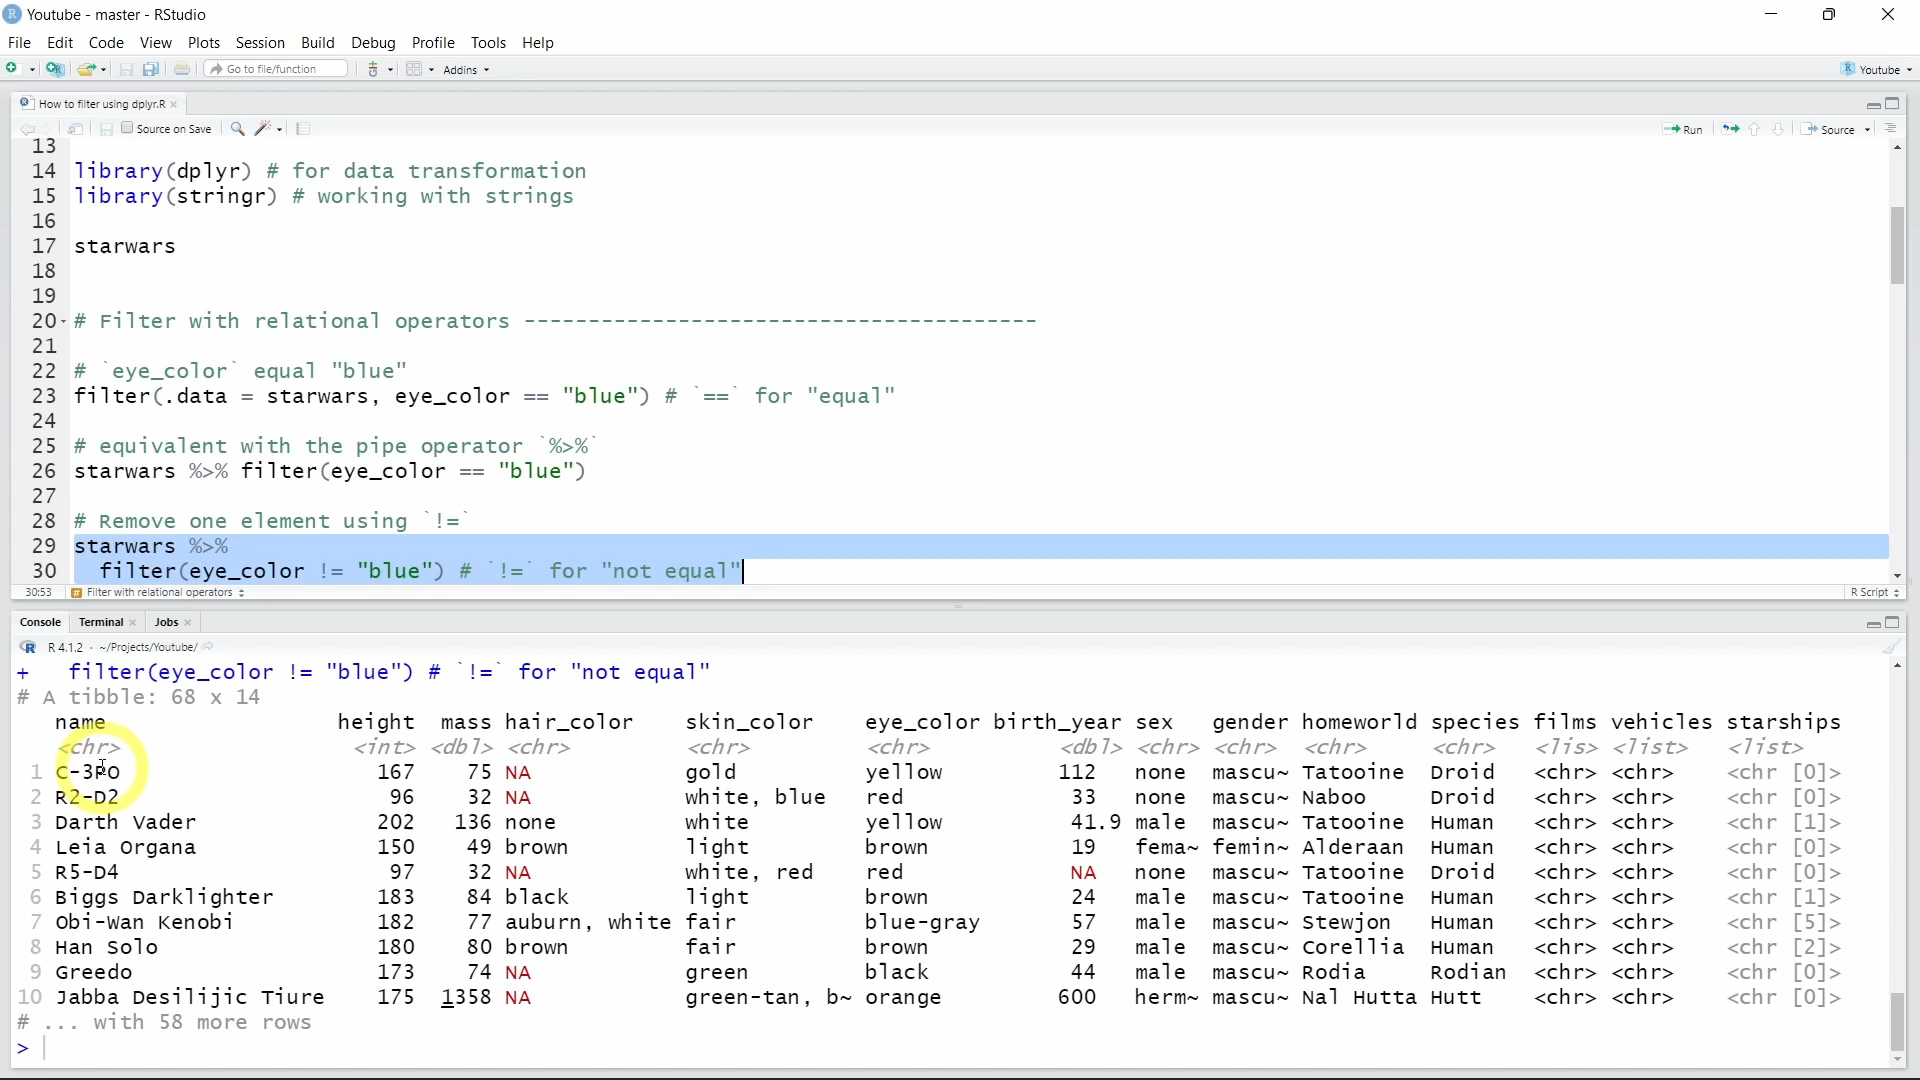 Youtube - master - RStudio
File Edit Code View Plots Session Build Debug Profile Tools Help
Go to file/function Addins Youtube
How to filter using dplyr.R
Source on Save Run Source
13
14 library(dplyr) # for data transformation
15 library(stringr) # working with strings
16
17 starwars
18
19
20 # Filter with relational operators ----------------------------------------
21
22 # `eye_color` equal "blue"
23 filter(.data = starwars, eye_color == "blue") # `==` for "equal"
24
25 # equivalent with the pipe operator `%>%`
26 starwars %>% filter(eye_color == "blue")
27
28 # Remove one element using `!=`
29 starwars %>%
30 filter(eye_color != "blue") # `!=` for "not equal"
30:53 # Filter with relational operators R Script
Console Terminal Jobs
R 4.1.2 · ~/Projects/Youtube/
+ filter(eye_color != "blue") # `!=` for "not equal"
# A tibble: 68 x 14
name height mass hair_color skin_color eye_color birth_year sex gender homeworld species films vehicles starships
<chr> <int> <dbl> <chr> <chr> <chr> <dbl> <chr> <chr> <chr> <chr> <lis> <list> <list>
1 C-3PO 167 75 NA gold yellow 112 none mascu~ Tatooine Droid <chr> <chr> <chr [0]>
2 R2-D2 96 32 NA white, blue red 33 none mascu~ Naboo Droid <chr> <chr> <chr [0]>
3 Darth Vader 202 136 none white yellow 41.9 male mascu~ Tatooine Human <chr> <chr> <chr [1]>
4 Leia Organa 150 49 brown light brown 19 fema~ femin~ Alderaan Human <chr> <chr> <chr [0]>
5 R5-D4 97 32 NA white, red red NA none mascu~ Tatooine Droid <chr> <chr> <chr [0]>
6 Biggs Darklighter 183 84 black light brown 24 male mascu~ Tatooine Human <chr> <chr> <chr [1]>
7 Obi-Wan Kenobi 182 77 auburn, white fair blue-gray 57 male mascu~ Stewjon Human <chr> <chr> <chr [5]>
8 Han Solo 180 80 brown fair brown 29 male mascu~ Corellia Human <chr> <chr> <chr [2]>
9 Greedo 173 74 NA green black 44 male mascu~ Rodia Rodian <chr> <chr> <chr [0]>
10 Jabba Desilijic Tiure 175 1358 NA green-tan, b~ orange 600 herm~ mascu~ Nal Hutta Hutt <chr> <chr> <chr [0]>
# ... with 58 more rows
>